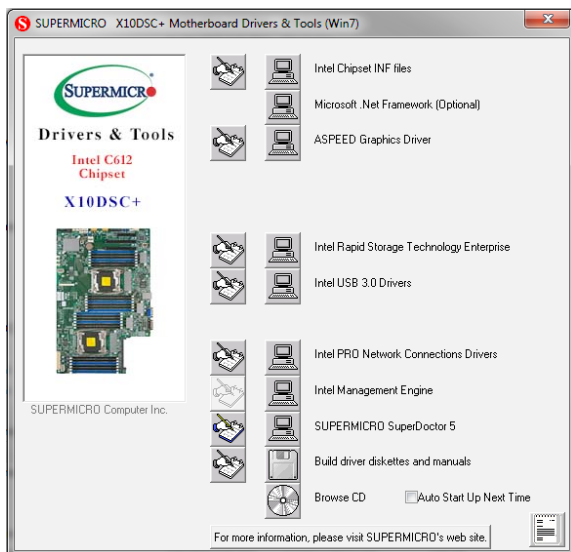 SUPERMICRO X10DSC+ Motherboard Drivers & Tools (Win7)
SUPERMICRO
Drivers & Tools
Intel C612
Chipset
X10DSC+
SUPERMICRO Computer Inc.
Intel Chipset INF files
Microsoft .Net Framework (Optional)
ASPEED Graphics Driver
Intel Rapid Storage Technology Enterprise
Intel USB 3.0 Drivers
Intel PRO Network Connections Drivers
Intel Management Engine
SUPERMICRO SuperDoctor 5
Build driver diskettes and manuals
Browse CD Auto Start Up Next Time
For more information, please visit SUPERMICRO's web site.